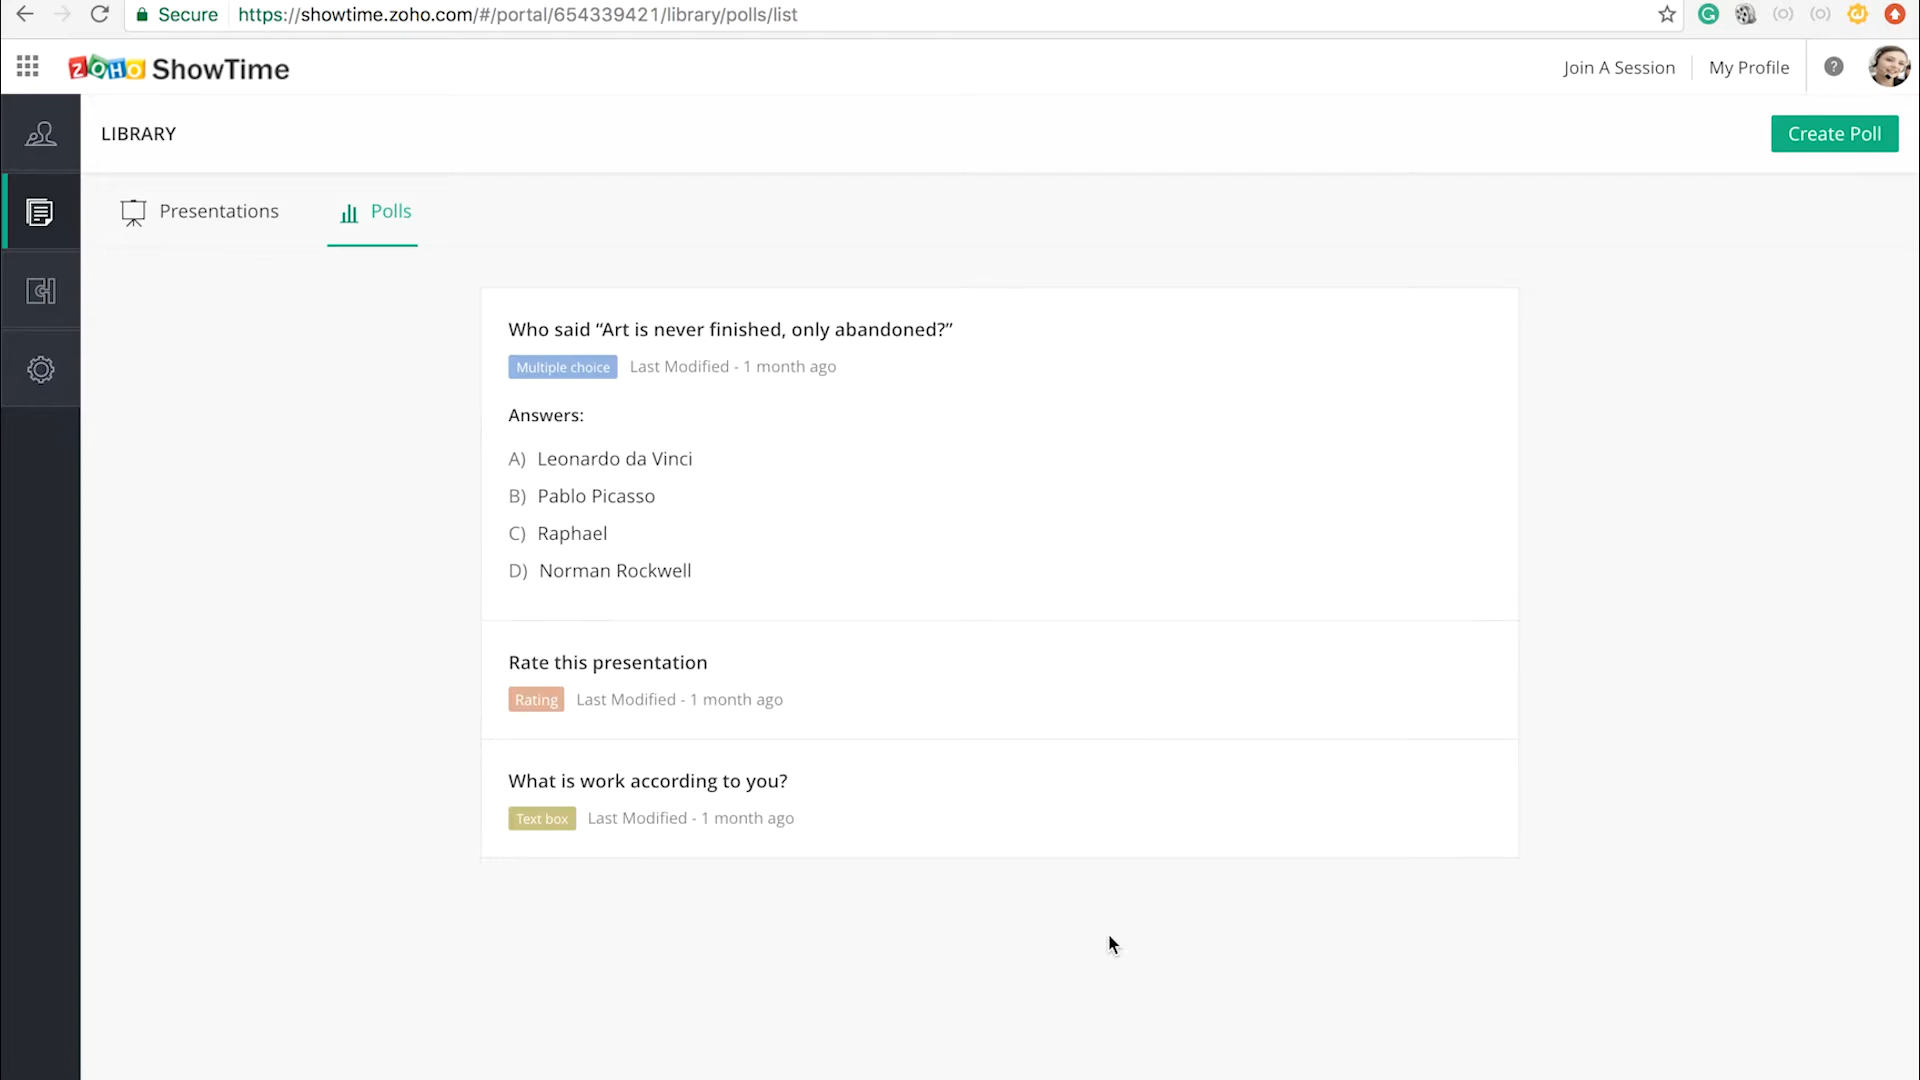 Secure https://showtime.zoho.com/#/portal/654339421/library/polls/list
ZOHO ShowTime
Join A Session
My Profile
?
LIBRARY
Create Poll
Presentations
Polls
Who said “Art is never finished, only abandoned?”
Multiple choice Last Modified - 1 month ago
Answers:
A) Leonardo da Vinci
B) Pablo Picasso
C) Raphael
D) Norman Rockwell
Rate this presentation
Rating Last Modified - 1 month ago
What is work according to you?
Text box Last Modified - 1 month ago